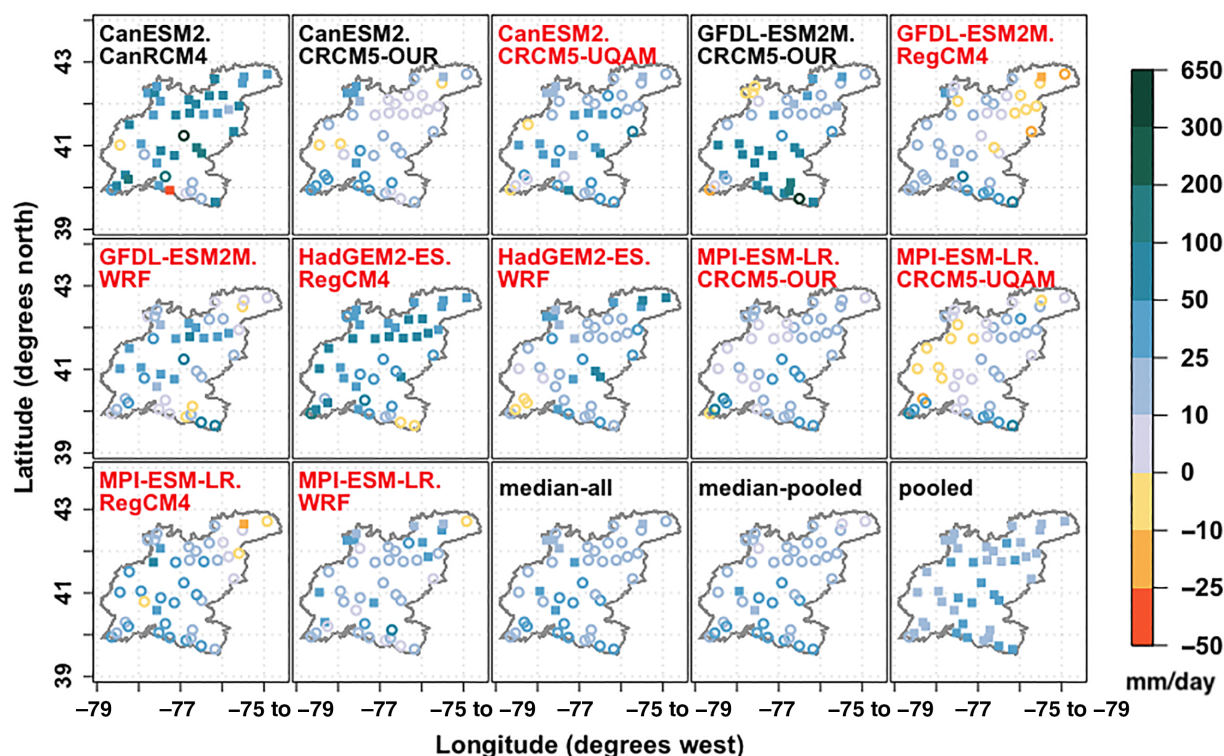 CanESM2.
CanRCM4
CanESM2.
CRCM5-OUR
CanESM2.
CRCM5-UQAM
GFDL-ESM2M.
CRCM5-OUR
GFDL-ESM2M.
RegCM4
GFDL-ESM2M.
WRF
HadGEM2-ES.
RegCM4
HadGEM2-ES.
WRF
MPI-ESM-LR.
CRCM5-OUR
MPI-ESM-LR.
CRCM5-UQAM
MPI-ESM-LR.
RegCM4
MPI-ESM-LR.
WRF
median-all
median-pooled
pooled
43
41
39
43
41
39
43
41
39
Latitude (degrees north)
–79 –77 –75 to –79 –77 –75 to –79 –77 –75 to –79 –77 –75 to –79 –77 –75 to –79
Longitude (degrees west)
650
300
200
100
50
25
10
0
–10
–25
–50
mm/day